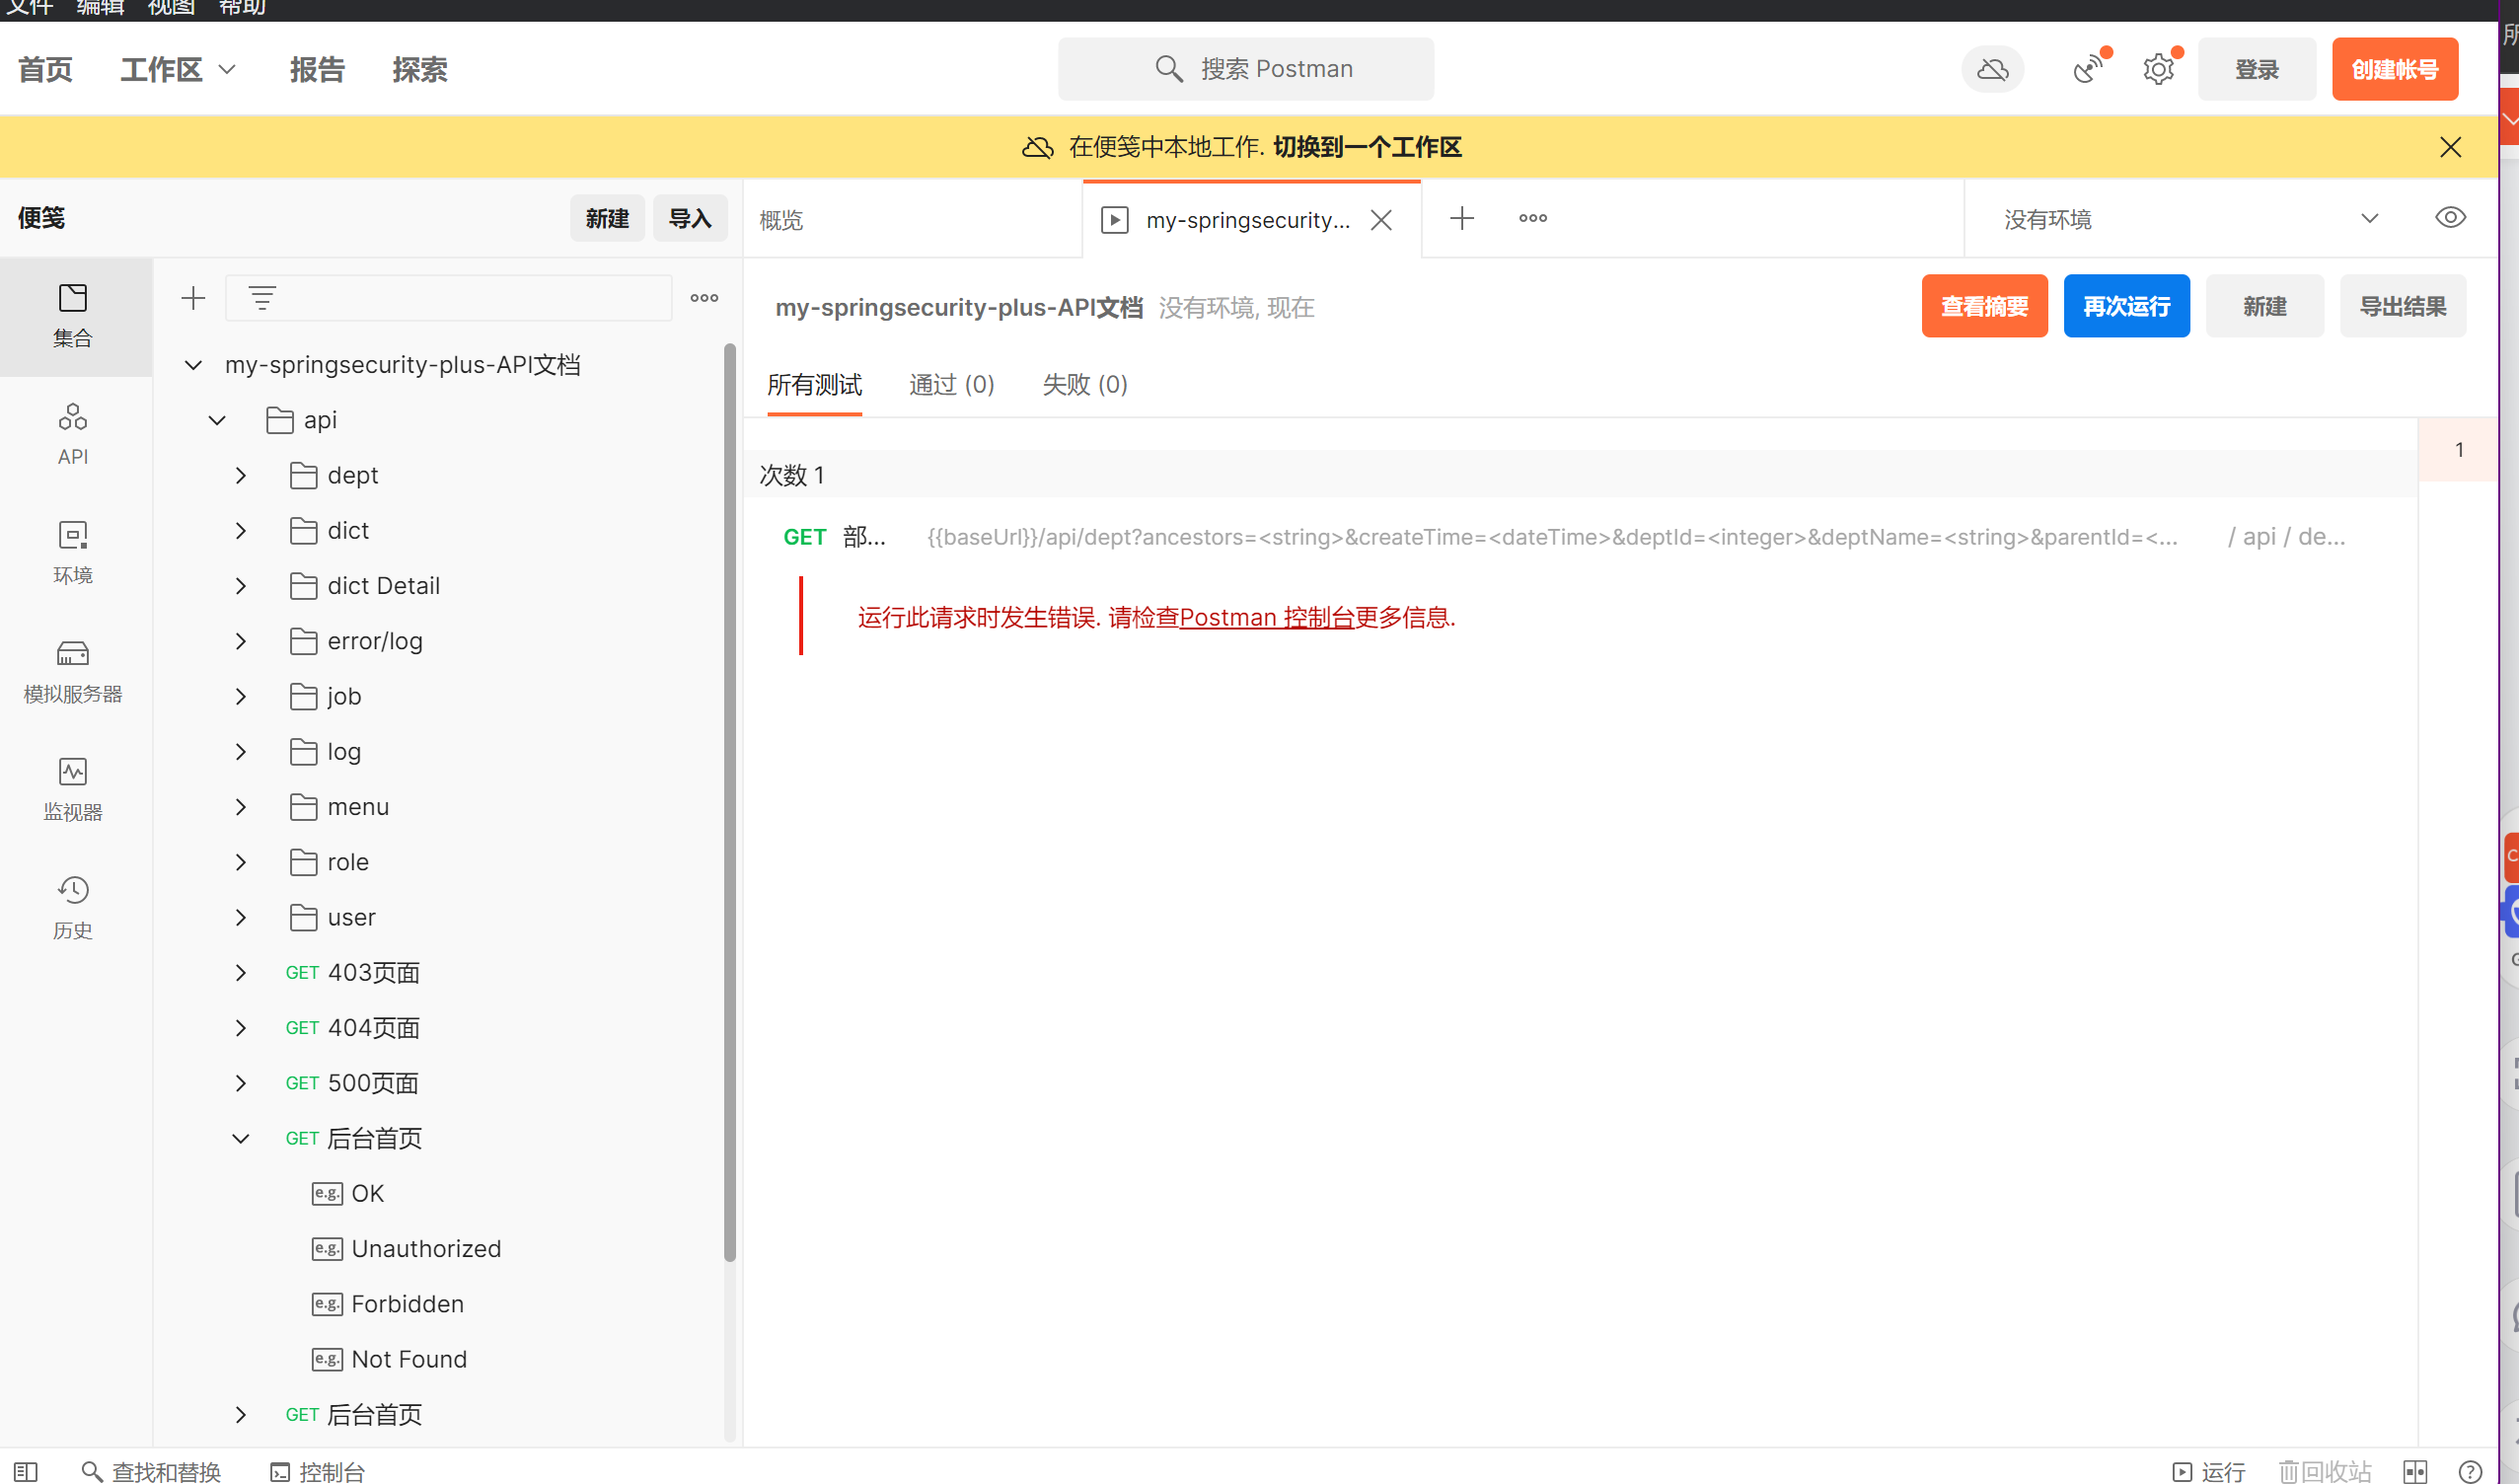 文件 编辑 视图 帮助
首页 工作区 报告 探索 搜索 Postman 登录 创建帐号
在便笺中本地工作. 切换到一个工作区
便笺 新建 导入 概览 my-springsecurity... 没有环境
集合
API
环境
模拟服务器
监视器
历史
my-springsecurity-plus-API文档
api
dept
dict
dict Detail
error/log
job
log
menu
role
user
GET 403页面
GET 404页面
GET 500页面
GET 后台首页
e.g. OK
e.g. Unauthorized
e.g. Forbidden
e.g. Not Found
GET 后台首页
my-springsecurity-plus-API文档 没有环境, 现在 查看摘要 再次运行 新建 导出结果
所有测试 通过 (0) 失败 (0)
次数 1
1
GET 部... {{baseUrl}}/api/dept?ancestors=<string>&createTime=<dateTime>&deptId=<integer>&deptName=<string>&parentId=<... / api / de...
运行此请求时发生错误. 请检查Postman 控制台更多信息.
查找和替换 控制台 运行 回收站